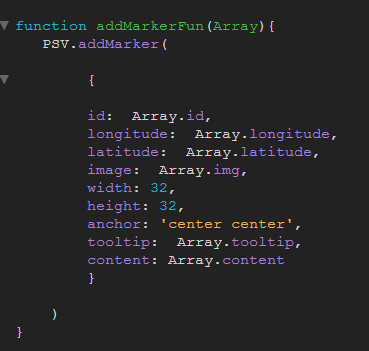 function addMarkerFun(Array){
PSV.addMarker(
{
id:  Array.id,
longitude:  Array.longitude,
latitude:  Array.latitude,
image:  Array.img,
width: 32,
height: 32,
anchor: 'center center',
tooltip:  Array.tooltip,
content: Array.content
}
)
}